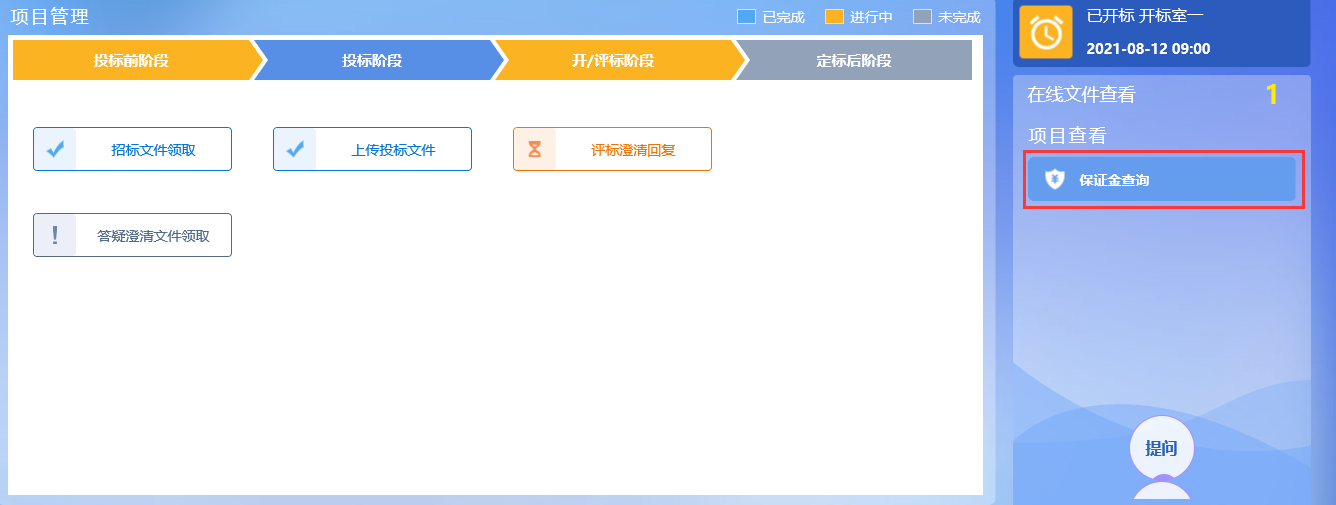 项目管理
已完成 进行中 未完成
投标前阶段 投标阶段 开/评标阶段 定标后阶段
招标文件领取 上传投标文件 评标澄清回复
答疑澄清文件领取
已开标 开标室一
2021-08-12 09:00
在线文件查看 1
项目查看
保证金查询
提问